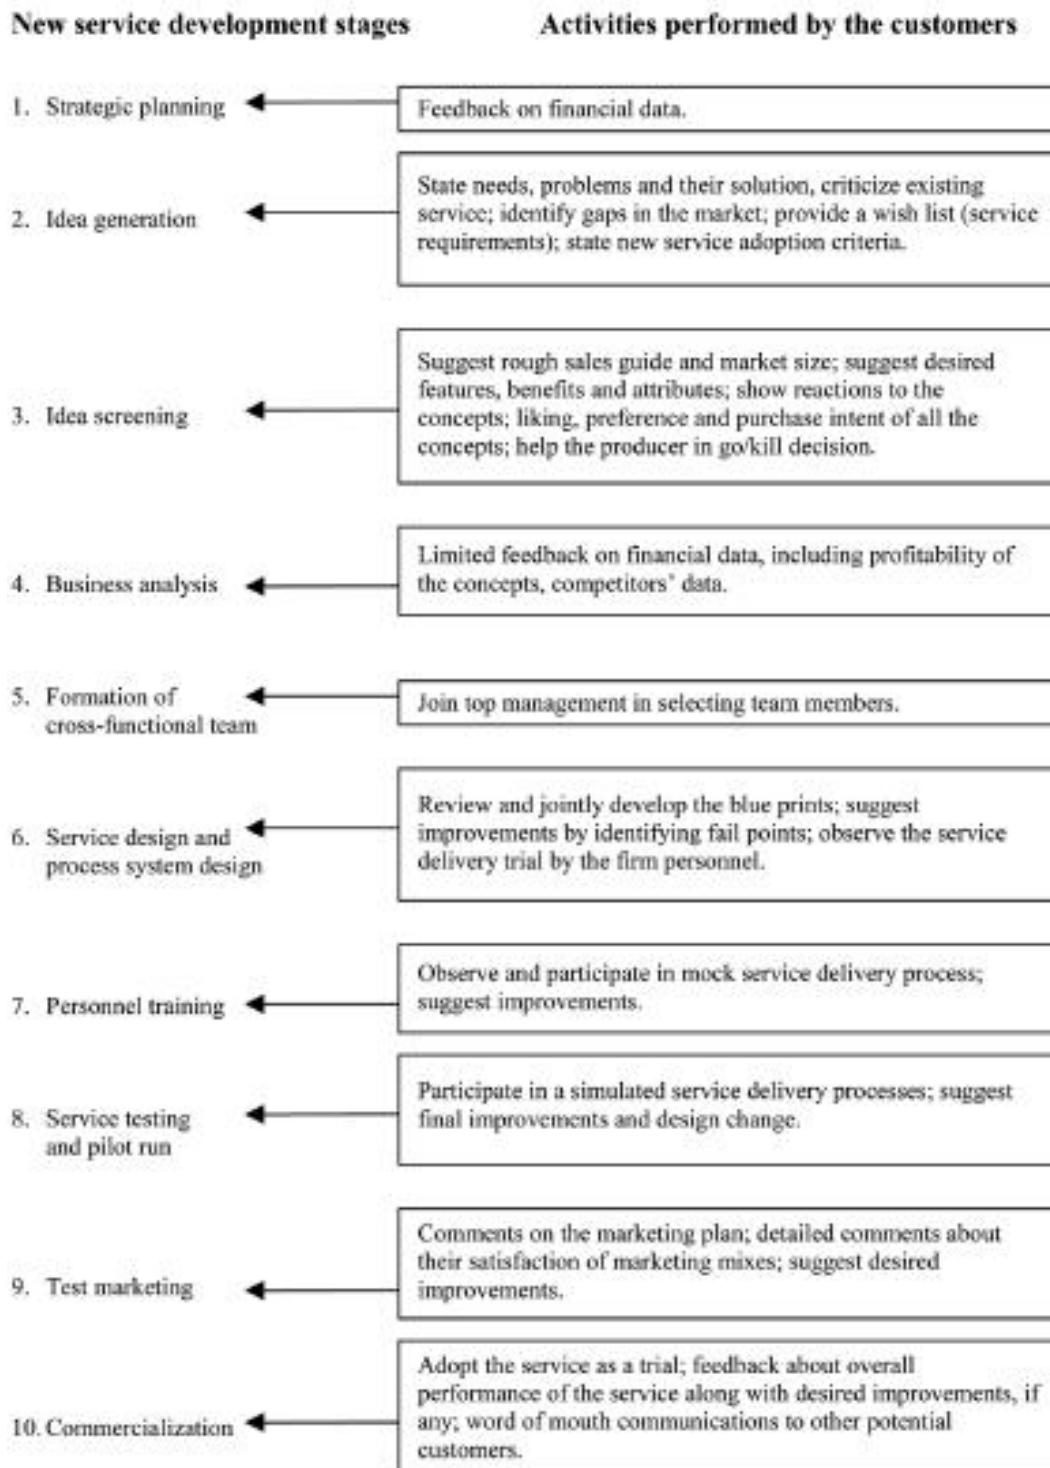 New service development stages
Activities performed by the customers
1. Strategic planning
Feedback on financial data.
2. Idea generation
State needs, problems and their solution, criticize existing
service; identify gaps in the market; provide a wish list (service
requirements); state new service adoption criteria.
3. Idea screening
Suggest rough sales guide and market size; suggest desired
features, benefits and attributes; show reactions to the
concepts; liking, preference and purchase intent of all the
concepts; help the producer in go/kill decision.
4. Business analysis
Limited feedback on financial data, including profitability of
the concepts, competitors' data.
5. Formation of
cross-functional team
Join top management in selecting team members.
6. Service design and
process system design
Review and jointly develop the blue prints; suggest
improvements by identifying fail points; observe the service
delivery trial by the firm personnel.
7. Personnel training
Observe and participate in mock service delivery process;
suggest improvements.
8. Service testing
and pilot run
Participate in a simulated service delivery processes; suggest
final improvements and design change.
9. Test marketing
Comments on the marketing plan; detailed comments about
their satisfaction of marketing mixes; suggest desired
improvements.
10. Commercialization
Adopt the service as a trial; feedback about overall
performance of the service along with desired improvements, if
any; word of mouth communications to other potential
customers.